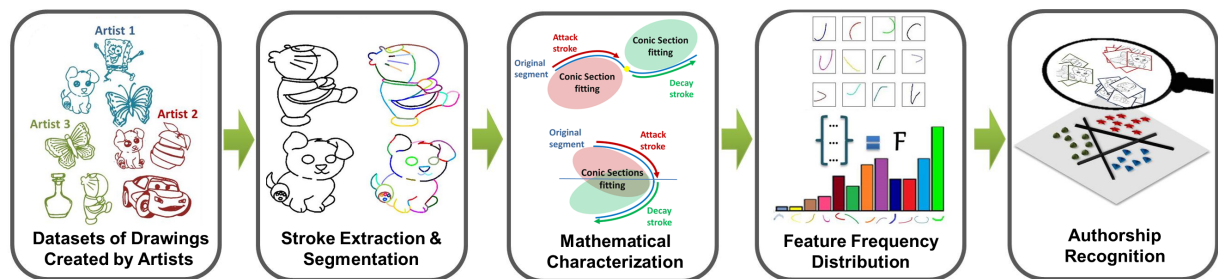 Artist 1
Artist 2
Artist 3
Datasets of Drawings
Created by Artists
Stroke Extraction &
Segmentation
Attack
stroke
Original
segment
Conic Section
fitting
Conic Section
fitting
Decay
stroke
Original
segment
Attack
stroke
Conic Sections
fitting
Decay
stroke
Mathematical
Characterization
{ ... ... ... } = F
Feature Frequency
Distribution
Authorship
Recognition